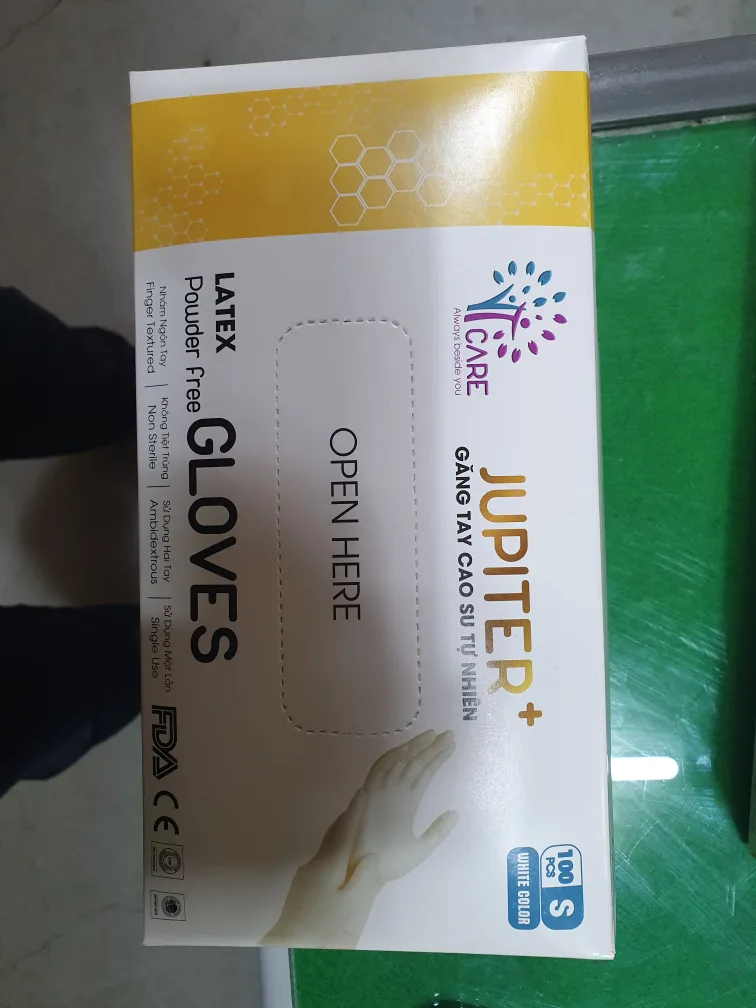 YCARE
Always beside you
JUPITER+
GĂNG TAY CAO SU TỰ NHIÊN
100
PCS
S
WHITE COLOR
OPEN HERE
LATEX
Powder free GLOVES
Nhám Ngón Tay
Finger Textured
Không Tiệt Trùng
Non Sterile
Sử Dụng Hai Tay
Ambidextrous
Sử Dụng Một Lần
Single Use
FDA CE